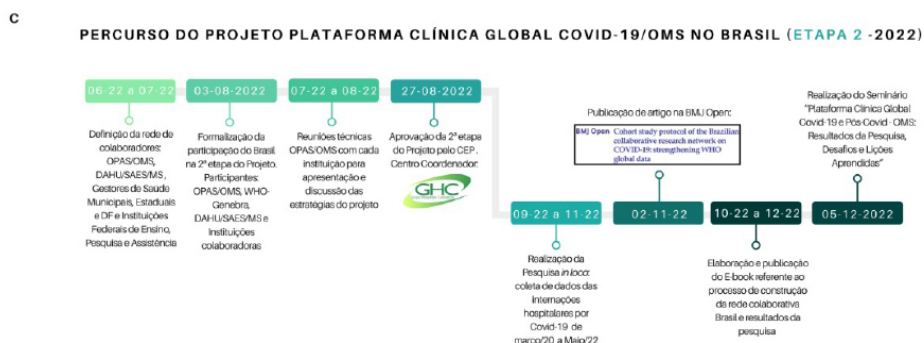 C
PERCURSO DO PROJETO PLATAFORMA CLÍNICA GLOBAL COVID-19/OMS NO BRASIL (ETAPA 2 -2022)
06-22 a 07-22
Definição da rede de
colaboradores:
OPAS/OMS,
DAHU/SAES/MS ,
Gestores de Saúde
Municipais, Estaduais
e DF e Instituições
Federais de Ensino,
Pesquisa e Assistência
03-08-2022
Formalização da
participação do Brasil
na 2ª etapa do Projeto.
Participantes:
OPAS/OMS, WHO-
Genebra,
DAHU/SAES/MS e
Instituições
colaboradoras
07-22 a 08-22
Reuniões técnicas
OPAS/OMS com cada
instituição para
apresentação e
discussão das
estratégias do projeto
27-08-2022
Aprovação da 2ª etapa
do Projeto pelo CEP ,
Centro Coordenador:
GHC
09-22 a 11-22
Realização da
Pesquisa in loco:
coleta de dados das
internações
hospitalares por
Covid-19 de
março/20 a Maio/22
Publicação de artigo na BMJ Open:
BMJ Open Cohort study protocol of the Brazilian
collaborative research network on
COVID-19: strengthening WHO
global data
02-11-22
10-22 a 12-22
Elaboração e publicação
do E-book referente ao
processo de construção
da rede colaborativa
Brasil e resultados da
pesquisa
Realização do Seminário
"Plataforma Clínica Global
Covid-19 e Pós-Covid - OMS:
Resultados da Pesquisa,
Desafios e Lições
Aprendidas"
05-12-2022